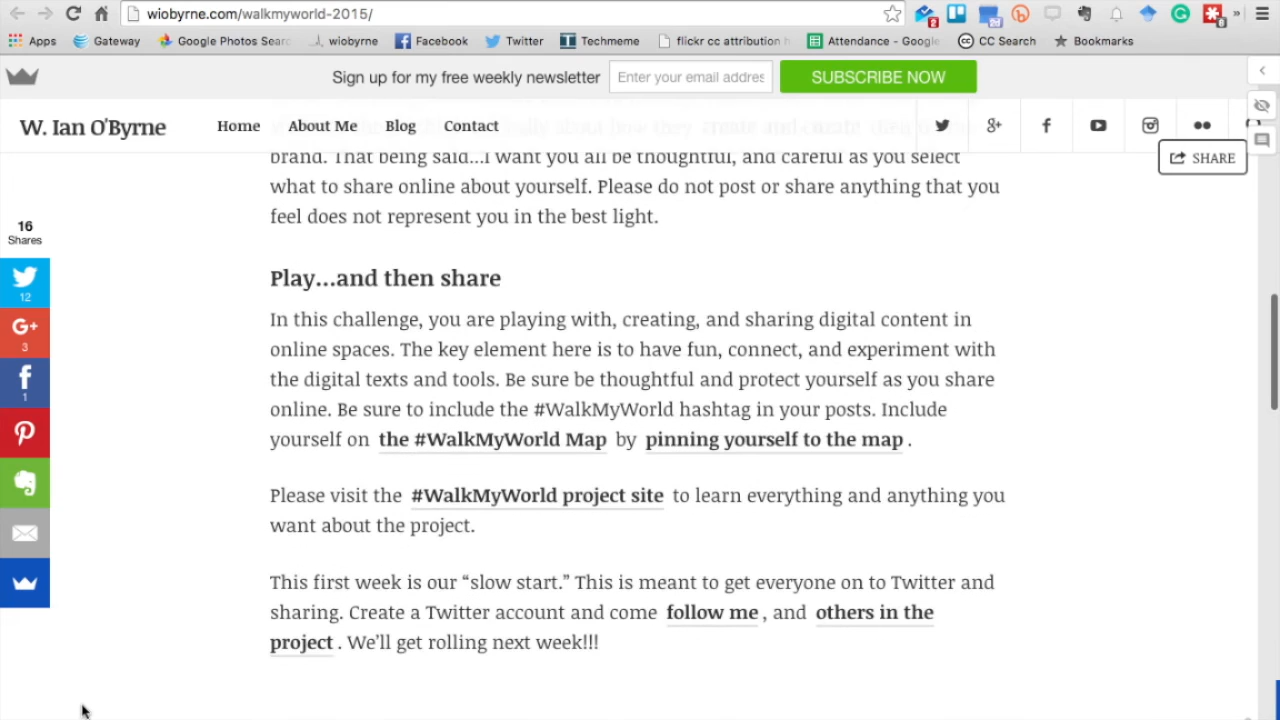 wiobyrne.com/walkmyworld-2015/
2
6
Apps Gateway Google Photos Sear wiobyrne Facebook Twitter Techmeme flickr cc attribution h Attendance - Google CC Search Bookmarks
Sign up for my free weekly newsletter Enter your email addres SUBSCRIBE NOW
W. Ian O'Byrne Home About Me Blog Contact
SHARE
brand. That being said...I want you all be thoughtful, and careful as you select
what to share online about yourself. Please do not post or share anything that you
feel does not represent you in the best light.
16
Shares
12
3
1
Play...and then share
In this challenge, you are playing with, creating, and sharing digital content in
online spaces. The key element here is to have fun, connect, and experiment with
the digital texts and tools. Be sure be thoughtful and protect yourself as you share
online. Be sure to include the #WalkMyWorld hashtag in your posts. Include
yourself on the #WalkMyWorld Map by pinning yourself to the map .
Please visit the #WalkMyWorld project site to learn everything and anything you
want about the project.
This first week is our “slow start.” This is meant to get everyone on to Twitter and
sharing. Create a Twitter account and come follow me , and others in the
project . We’ll get rolling next week!!!